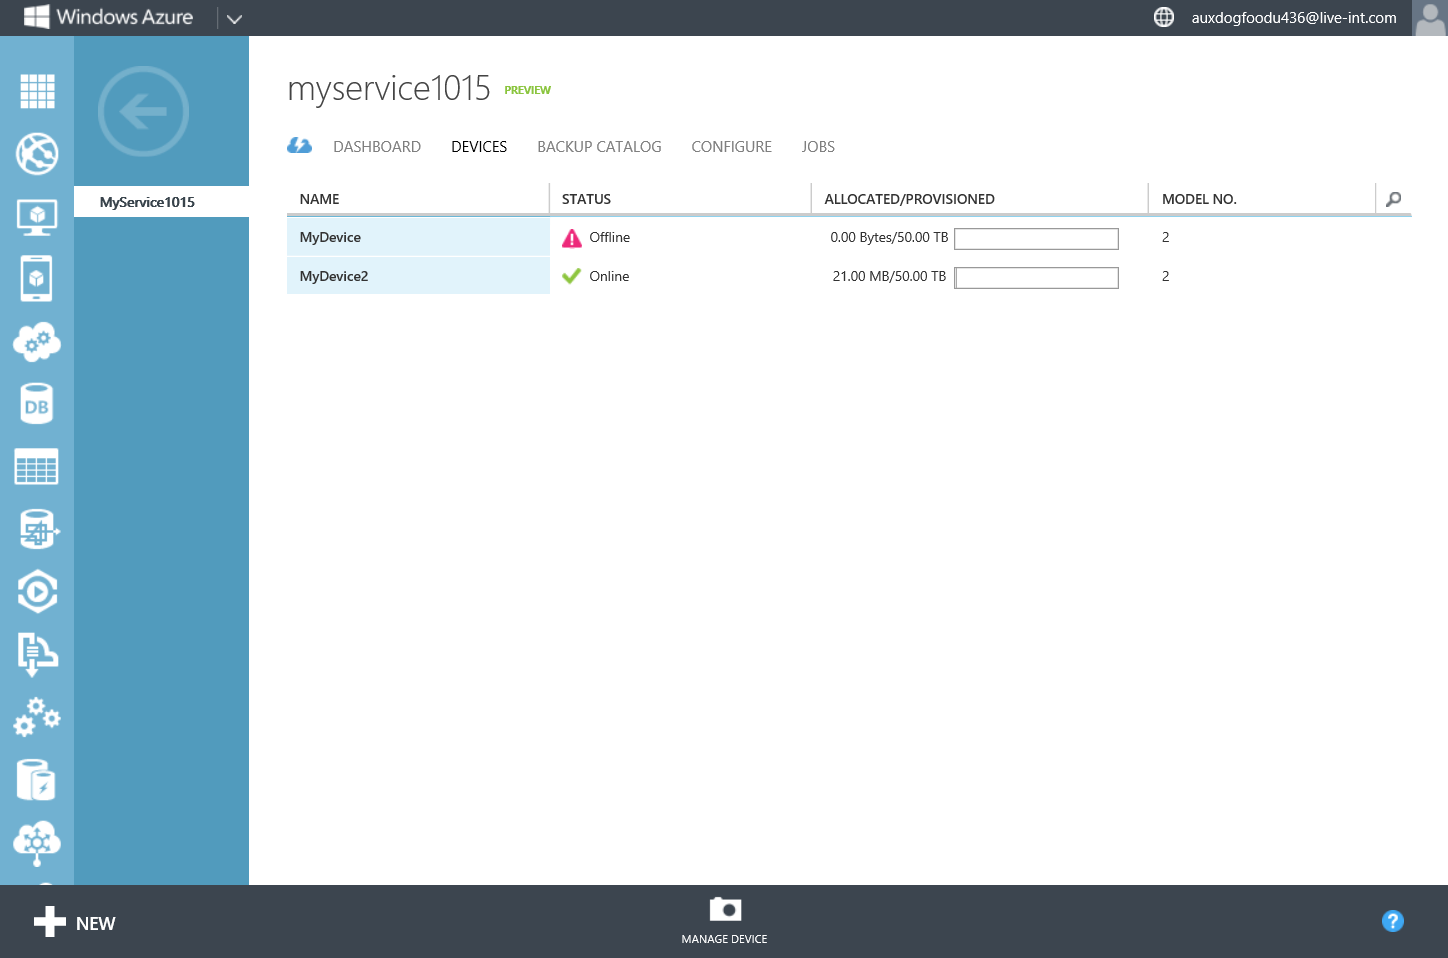 Windows Azure
auxdogfoodu436@live-int.com
myservice1015 PREVIEW
DASHBOARD DEVICES BACKUP CATALOG CONFIGURE JOBS
MyService1015
NAME STATUS ALLOCATED/PROVISIONED MODEL NO.
MyDevice Offline 0.00 Bytes/50.00 TB 2
MyDevice2 Online 21.00 MB/50.00 TB 2
DB
NEW
MANAGE DEVICE
?